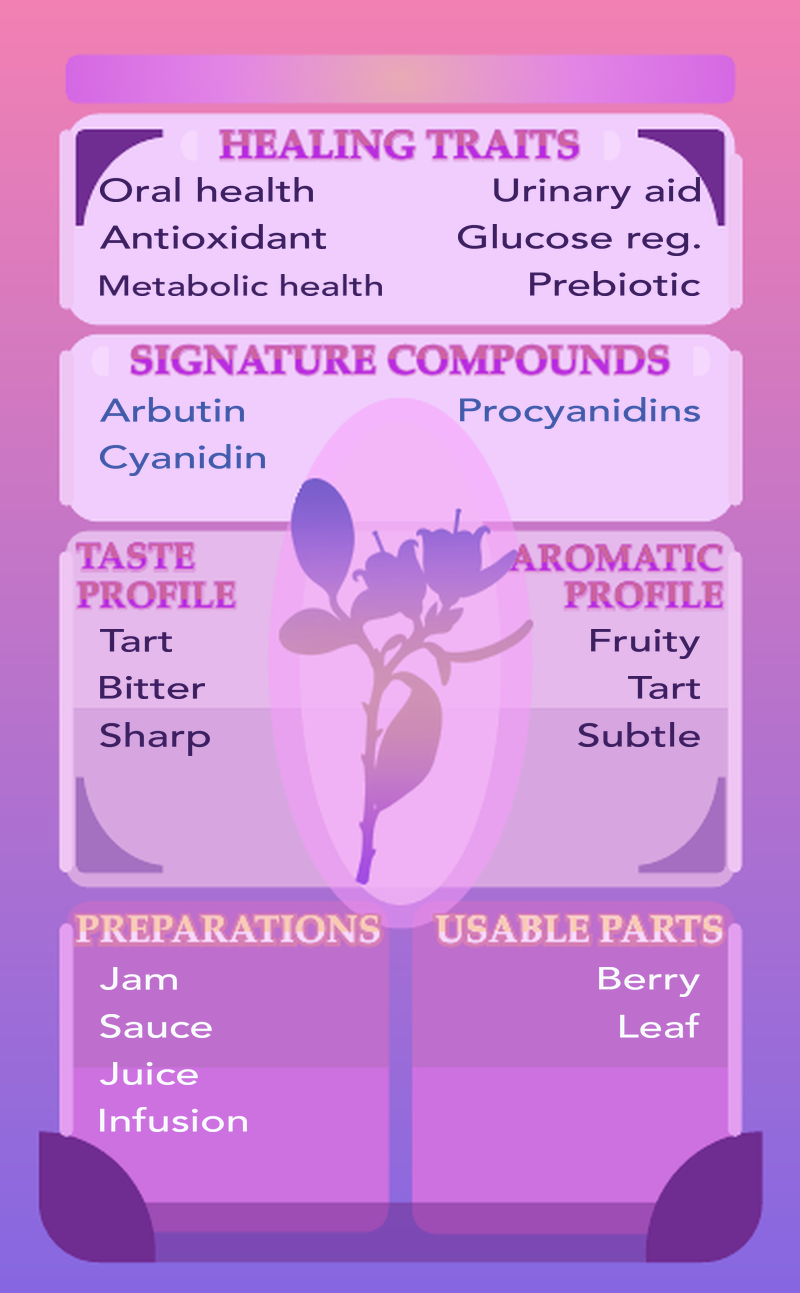 HEALING TRAITS
Oral health
Urinary aid
Antioxidant
Glucose reg.
Metabolic health
Prebiotic
SIGNATURE COMPOUNDS
Arbutin
Procyanidins
Cyanidin
TASTE
PROFILE
Tart
Bitter
Sharp
AROMATIC
PROFILE
Fruity
Tart
Subtle
PREPARATIONS
Jam
Sauce
Juice
Infusion
USABLE PARTS
Berry
Leaf